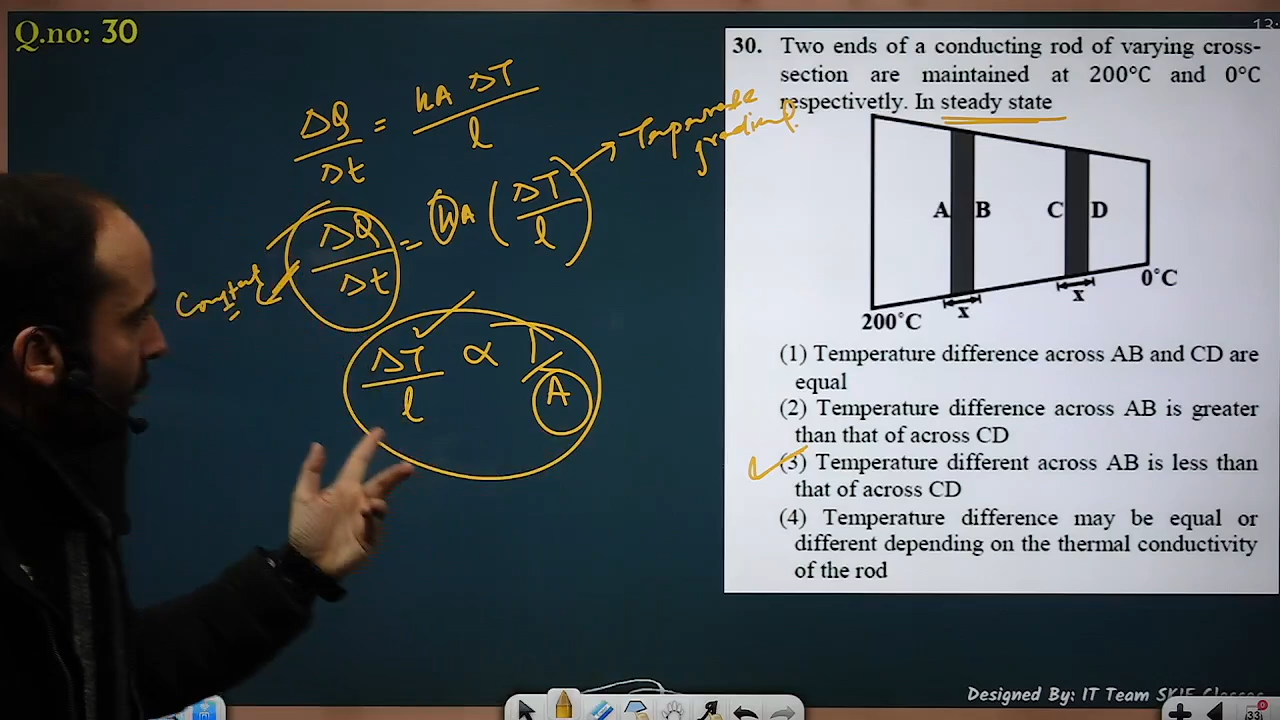 Q.no: 30
ΔQ/Δt = KA ΔT/l
ΔQ/Δt = KA (ΔT/l)
Temperature
gradient
Constant
ΔT/l ∝ 1/A
30. Two ends of a conducting rod of varying cross-
section are maintained at 200°C and 0°C
respectivetly. In steady state
A B C D
x x
200°C
0°C
(1) Temperature difference across AB and CD are
equal
(2) Temperature difference across AB is greater
than that of across CD
(3) Temperature different across AB is less than
that of across CD
(4) Temperature difference may be equal or
different depending on the thermal conductivity
of the rod
Designed By: IT Team